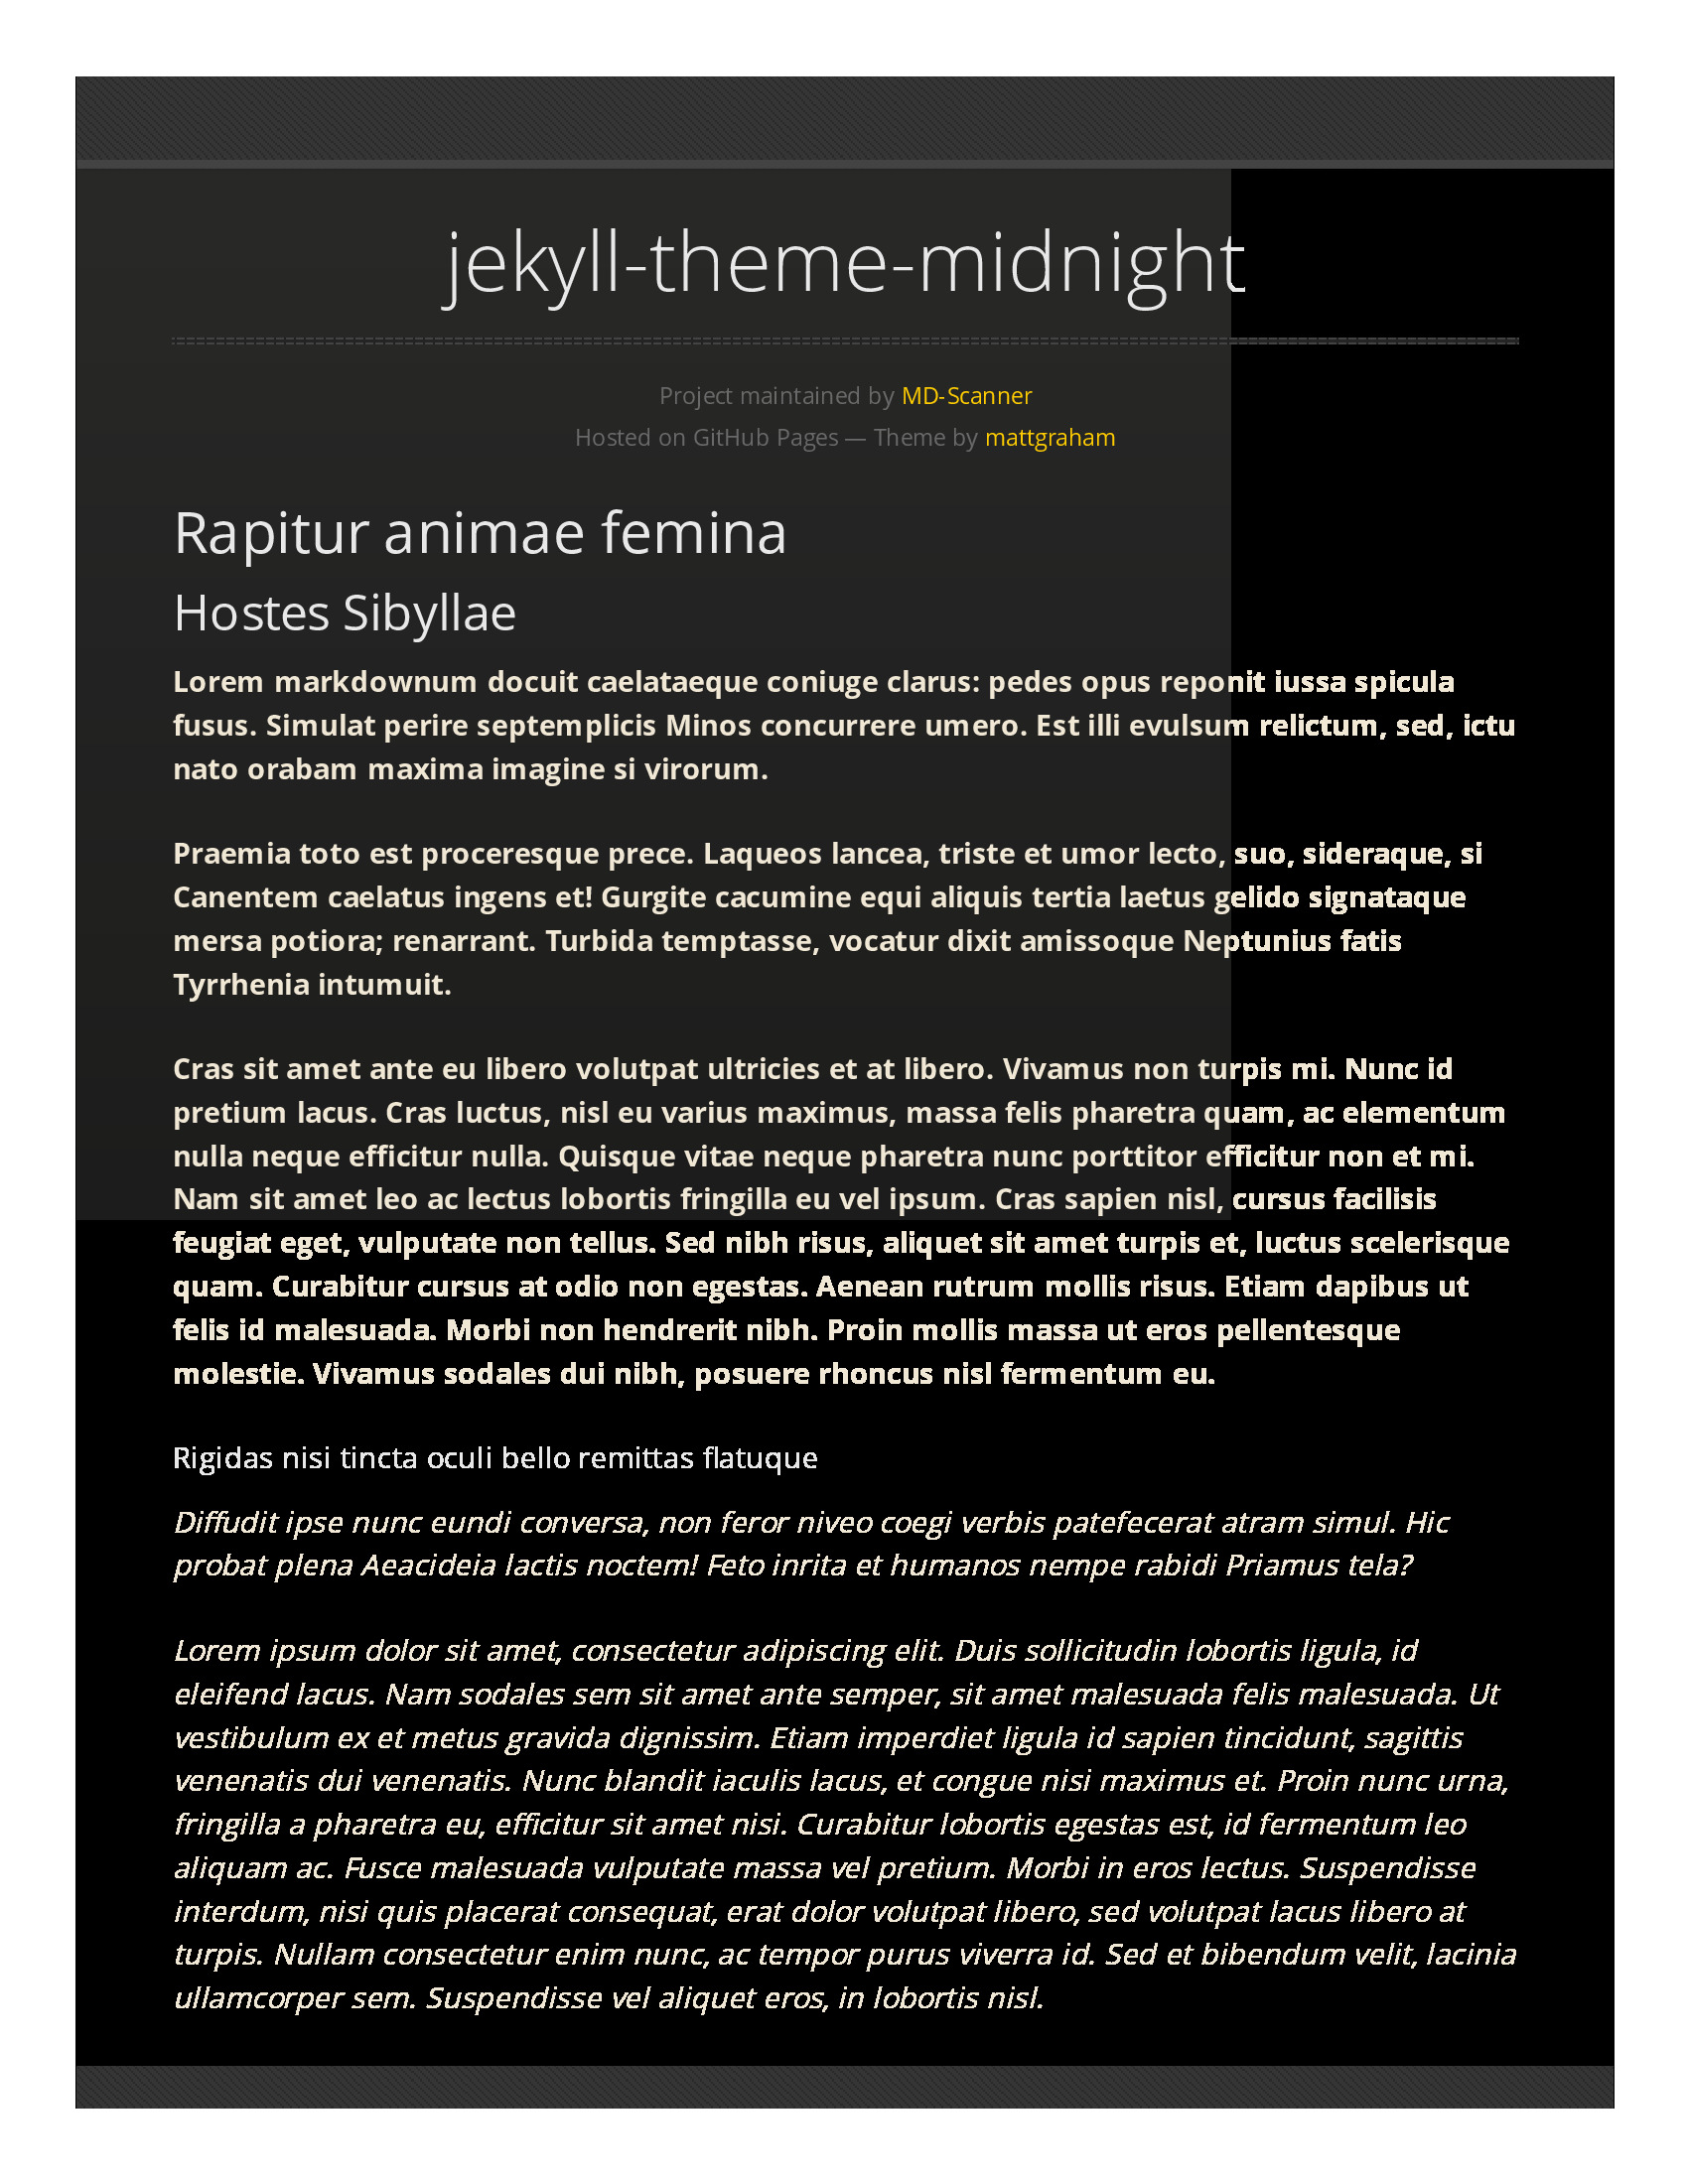 jekyll-theme-midnight
Project maintained by MD-Scanner
Hosted on GitHub Pages — Theme by mattgraham
Rapitur animae femina
Hostes Sibyllae
Lorem markdownum docuit caelataeque coniuge clarus: pedes opus reponit iussa spicula
fusus. Simulat perire septemplicis Minos concurrere umero. Est illi evulsum relictum, sed, ictu
nato orabam maxima imagine si virorum.
Praemia toto est proceresque prece. Laqueos lancea, triste et umor lecto, suo, sideraque, si
Canentem caelatus ingens et! Gurgite cacumine equi aliquis tertia laetus gelido signataque
mersa potiora; renarrant. Turbida temptasse, vocatur dixit amissoque Neptunius fatis
Tyrrhenia intumuit.
Cras sit amet ante eu libero volutpat ultricies et at libero. Vivamus non turpis mi. Nunc id
pretium lacus. Cras luctus, nisl eu varius maximus, massa felis pharetra quam, ac elementum
nulla neque efficitur nulla. Quisque vitae neque pharetra nunc porttitor efficitur non et mi.
Nam sit amet leo ac lectus lobortis fringilla eu vel ipsum. Cras sapien nisl, cursus facilisis
feugiat eget, vulputate non tellus. Sed nibh risus, aliquet sit amet turpis et, luctus scelerisque
quam. Curabitur cursus at odio non egestas. Aenean rutrum mollis risus. Etiam dapibus ut
felis id malesuada. Morbi non hendrerit nibh. Proin mollis massa ut eros pellentesque
molestie. Vivamus sodales dui nibh, posuere rhoncus nisl fermentum eu.
Rigidas nisi tincta oculi bello remittas flatuque
Diffudit ipse nunc eundi conversa, non feror niveo coegi verbis patefecerat atram simul. Hic
probat plena Aeacideia lactis noctem! Feto inrita et humanos nempe rabidi Priamus tela?
Lorem ipsum dolor sit amet, consectetur adipiscing elit. Duis sollicitudin lobortis ligula, id
eleifend lacus. Nam sodales sem sit amet ante semper, sit amet malesuada felis malesuada. Ut
vestibulum ex et metus gravida dignissim. Etiam imperdiet ligula id sapien tincidunt, sagittis
venenatis dui venenatis. Nunc blandit iaculis lacus, et congue nisi maximus et. Proin nunc urna,
fringilla a pharetra eu, efficitur sit amet nisi. Curabitur lobortis egestas est, id fermentum leo
aliquam ac. Fusce malesuada vulputate massa vel pretium. Morbi in eros lectus. Suspendisse
interdum, nisi quis placerat consequat, erat dolor volutpat libero, sed volutpat lacus libero at
turpis. Nullam consectetur enim nunc, ac tempor purus viverra id. Sed et bibendum velit, lacinia
ullamcorper sem. Suspendisse vel aliquet eros, in lobortis nisl.